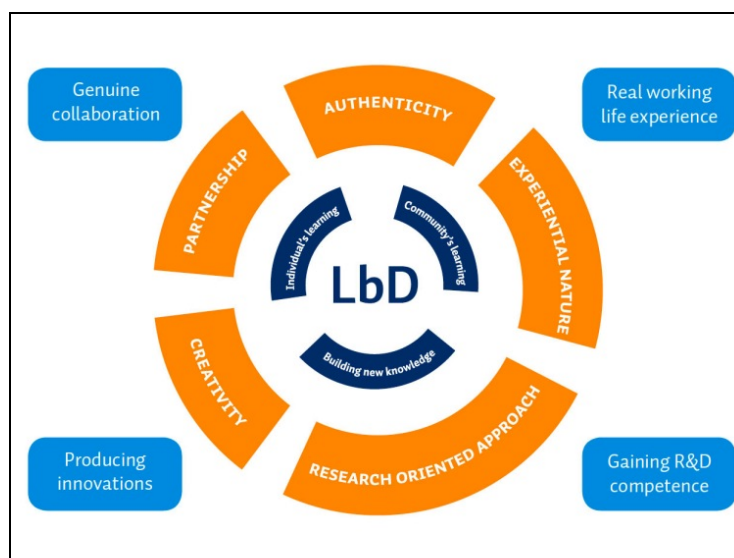 Genuine
collaboration
AUTHENTICITY
Real working
life experience
PARTNERSHIP
EXPERIENTIAL NATURE
Individual's learning
Community's learning
LbD
Building new knowledge
CREATIVITY
RESEARCH ORIENTED APPROACH
Producing
innovations
Gaining R&D
competence